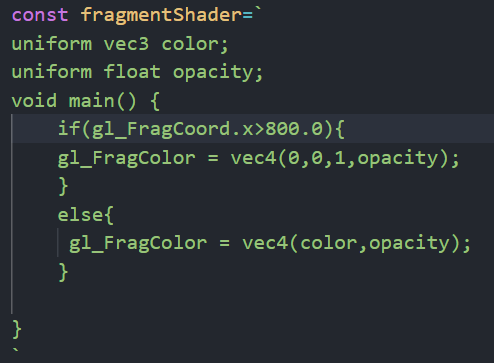 const fragmentShader=`
uniform vec3 color;
uniform float opacity;
void main() {
    if(gl_FragCoord.x>800.0){
    gl_FragColor = vec4(0,0,1,opacity);
    }
    else{
     gl_FragColor = vec4(color,opacity);
    }

}
`